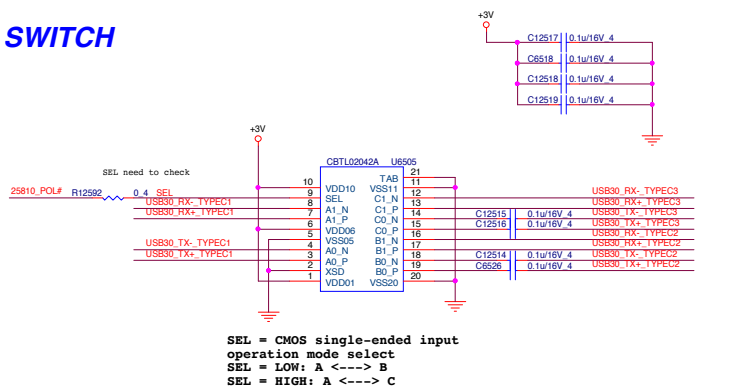 SWITCH
+3V
C12517 0.1u/16V_4
C6518 0.1u/16V_4
C12518 0.1u/16V_4
C12519 0.1u/16V_4
+3V
CBTL02042A U6505
SEL need to check
25810_POL# R12592 0_4 SEL
USB30_RX-_TYPEC1
USB30_RX+_TYPEC1
USB30_TX-_TYPEC1
USB30_TX+_TYPEC1
10 VDD10
9 SEL
8 A1_N
7 A1_P
6 VDD06
5 VSS05
4 A0_N
3 A0_P
2 XSD
1 VDD01
TAB 21
VSS11 11
C1_N 12
C1_P 13
C0_N 14
C0_P 15
B1_N 16
B1_P 17
B0_N 18
B0_P 19
VSS20 20
USB30_RX-_TYPEC3
USB30_RX+_TYPEC3
C12515 0.1u/16V_4 USB30_TX-_TYPEC3
C12516 0.1u/16V_4 USB30_TX+_TYPEC3
USB30_RX-_TYPEC2
USB30_RX+_TYPEC2
C12514 0.1u/16V_4 USB30_TX-_TYPEC2
C6526 0.1u/16V_4 USB30_TX+_TYPEC2
SEL = CMOS single-ended input
operation mode select
SEL = LOW: A <---> B
SEL = HIGH: A <---> C